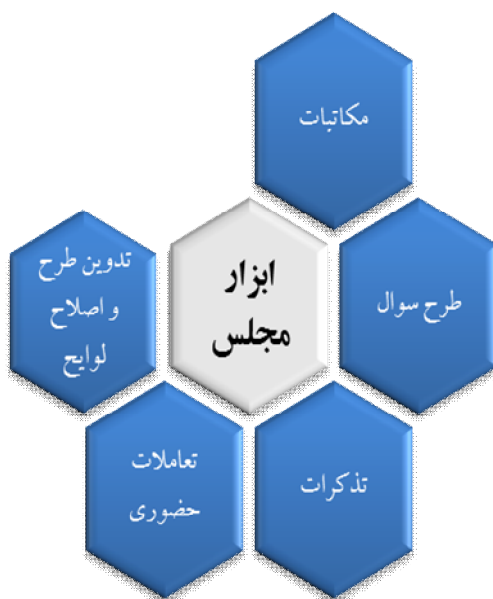 مکاتبات
ابزار
مجلس
طرح سوال
تدوین طرح
و اصلاح
لوایح
تذکرات
تعاملات
حضوری